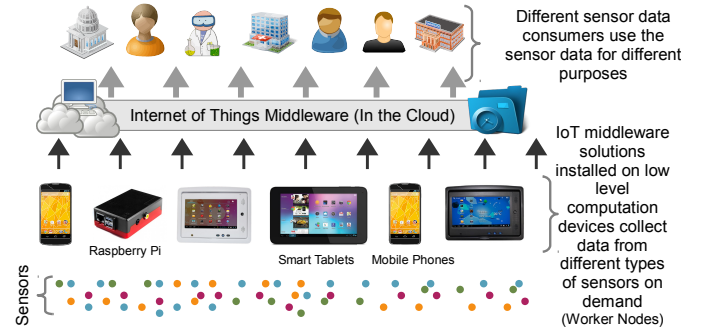 Different sensor data
consumers use the
sensor data for different
purposes
Internet of Things Middleware (In the Cloud)
IoT middleware
solutions
installed on low
level
computation
devices collect
data from
different types
of sensors on
demand
(Worker Nodes)
Raspberry Pi
Smart Tablets
Mobile Phones
Sensors